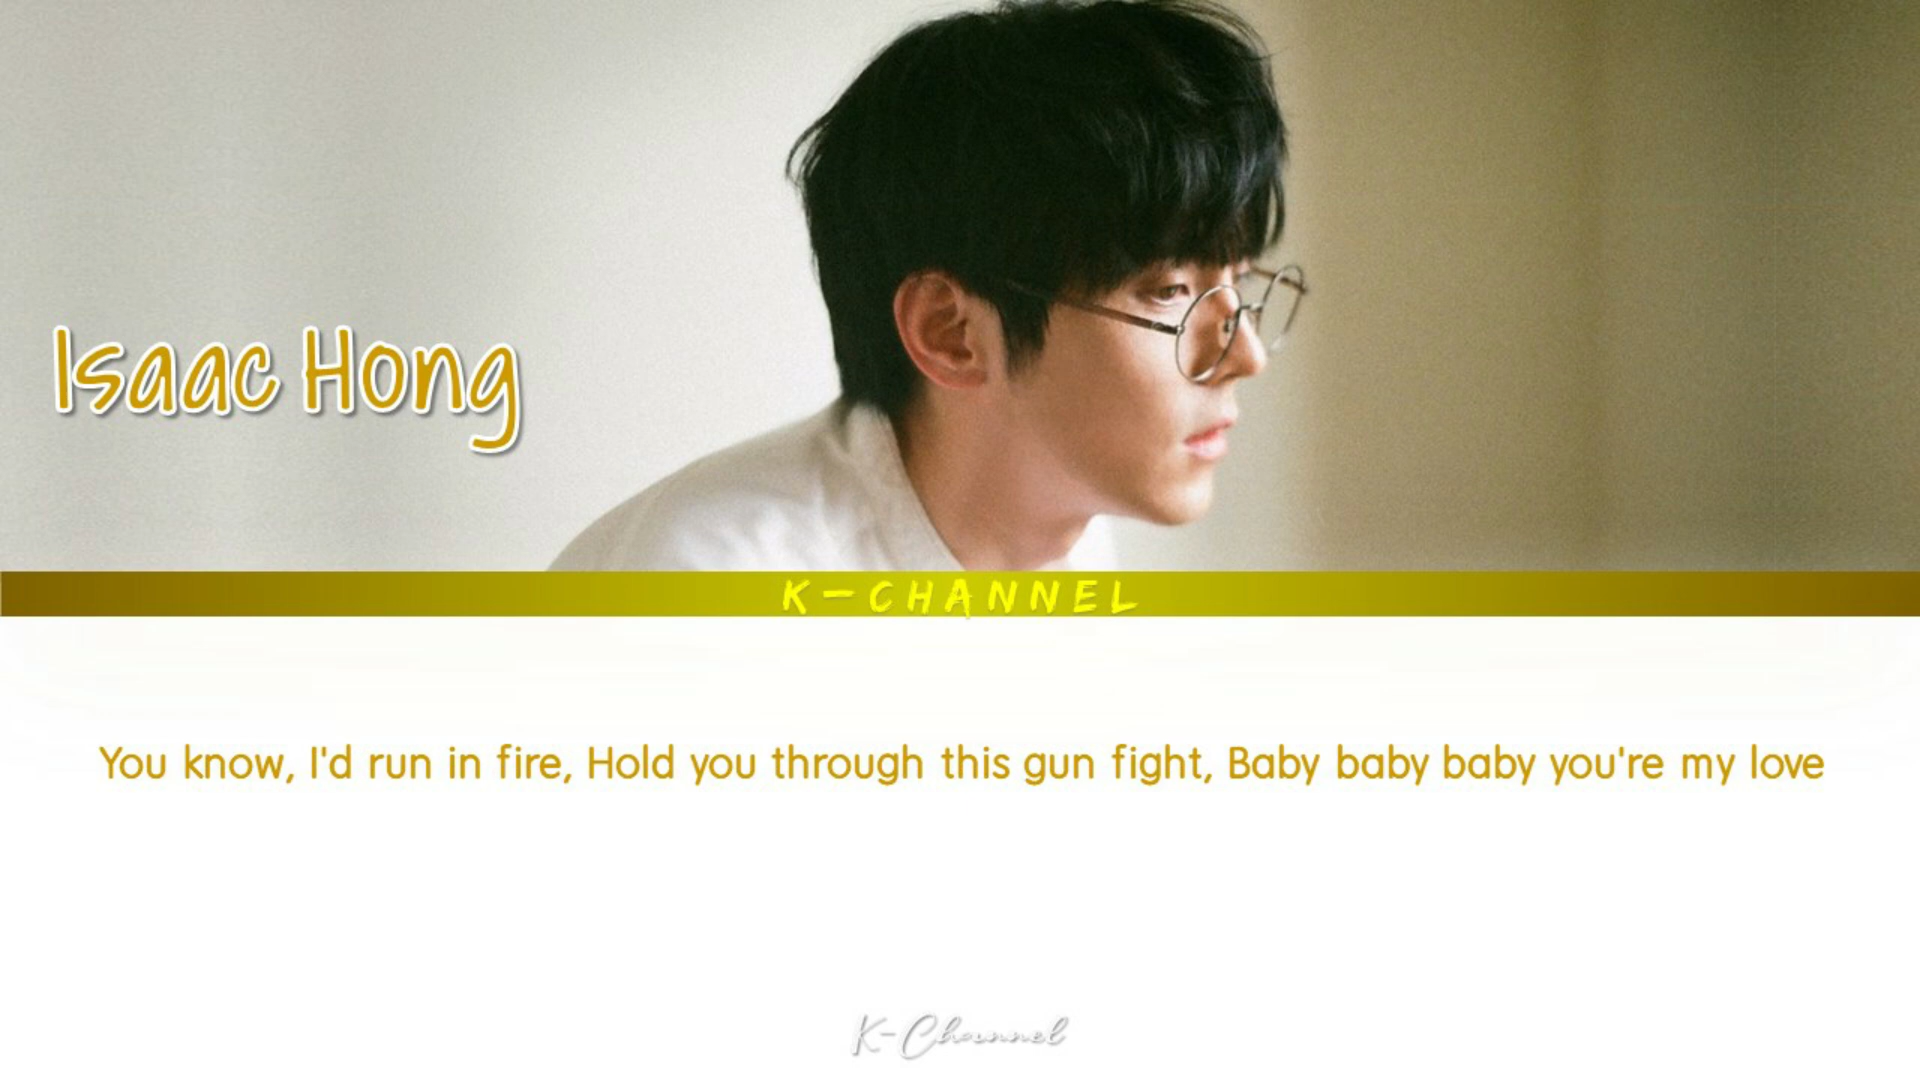 Isaac Hong
K-CHANNEL
You know, I'd run in fire, Hold you through this gun fight, Baby baby baby you're my love
K-Channel